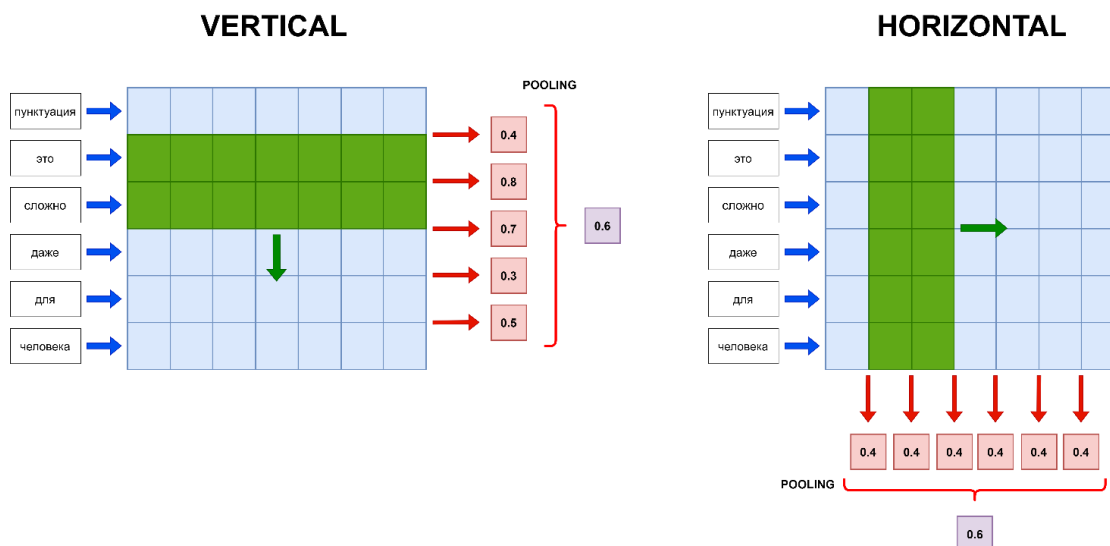 VERTICAL
HORIZONTAL
POOLING
пунктуация
это
сложно
даже
для
человека
0.4
0.8
0.7
0.3
0.5
0.6
пунктуация
это
сложно
даже
для
человека
0.4 0.4 0.4 0.4 0.4 0.4
POOLING
0.6